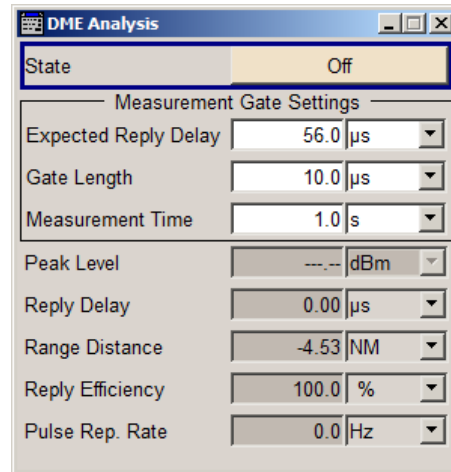 DME Analysis
State Off
Measurement Gate Settings
Expected Reply Delay 56.0 µs
Gate Length 10.0 µs
Measurement Time 1.0 s
Peak Level ---.-- dBm
Reply Delay 0.00 µs
Range Distance -4.53 NM
Reply Efficiency 100.0 %
Pulse Rep. Rate 0.0 Hz